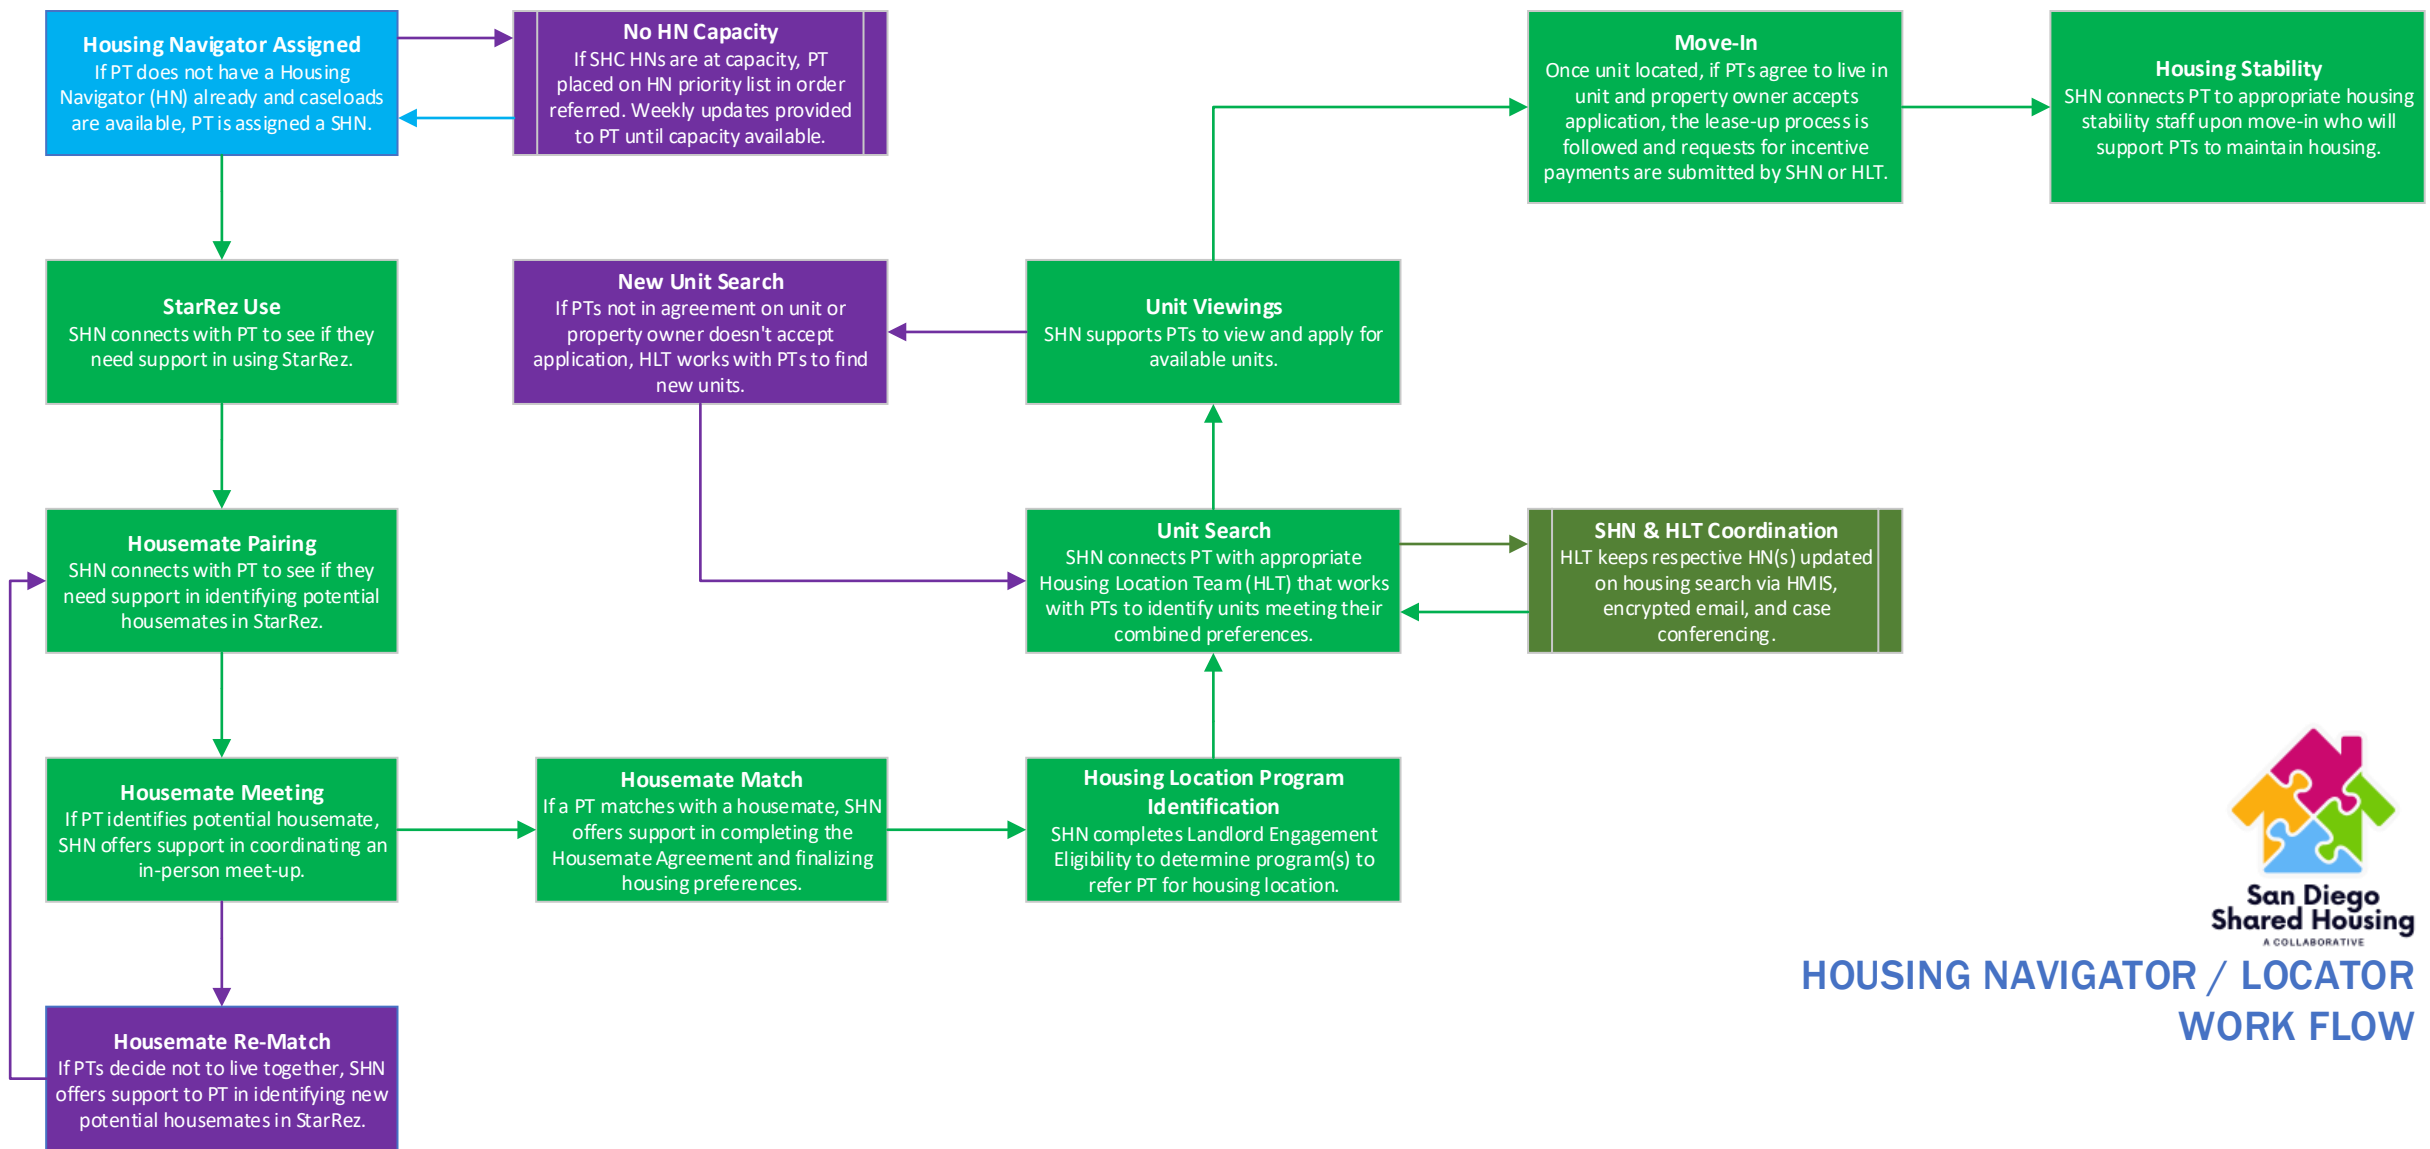 Housing Navigator Assigned
If PT does not have a Housing
Navigator (HN) already and caseloads
are available, PT is assigned a SHN.
No HN Capacity
If SHC HNs are at capacity, PT
placed on HN priority list in order
referred. Weekly updates provided
to PT until capacity available.
Move-In
Once unit located, if PTs agree to live in
unit and property owner accepts
application, the lease-up process is
followed and requests for incentive
payments are submitted by SHN or HLT.
Housing Stability
SHN connects PT to appropriate housing
stability staff upon move-in who will
support PTs to maintain housing.
StarRez Use
SHN connects with PT to see if they
need support in using StarRez.
New Unit Search
If PTs not in agreement on unit or
property owner doesn't accept
application, HLT works with PTs to find
new units.
Unit Viewings
SHN supports PTs to view and apply for
available units.
Housemate Pairing
SHN connects with PT to see if they
need support in identifying potential
housemates in StarRez.
Unit Search
SHN connects PT with appropriate
Housing Location Team (HLT) that works
with PTs to identify units meeting their
combined preferences.
SHN & HLT Coordination
HLT keeps respective HN(s) updated
on housing search via HMIS,
encrypted email, and case
conferencing.
Housemate Meeting
If PT identifies potential housemate,
SHN offers support in coordinating an
in-person meet-up.
Housemate Match
If a PT matches with a housemate, SHN
offers support in completing the
Housemate Agreement and finalizing
housing preferences.
Housing Location Program
Identification
SHN completes Landlord Engagement
Eligibility to determine program(s) to
refer PT for housing location.
Housemate Re-Match
If PTs decide not to live together, SHN
offers support to PT in identifying new
potential housemates in StarRez.
San Diego
Shared Housing
A COLLABORATIVE
HOUSING NAVIGATOR / LOCATOR
WORK FLOW